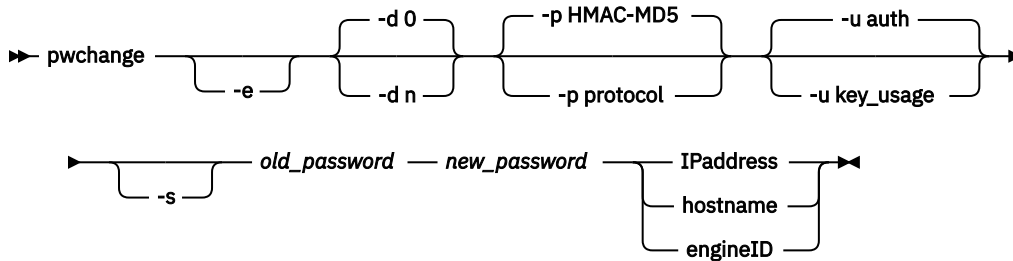 -d 0 -p HMAC-MD5 -u auth
pwchange
-e -d n -p protocol -u key_usage
old_password new_password IPaddress
-s hostname
engineID